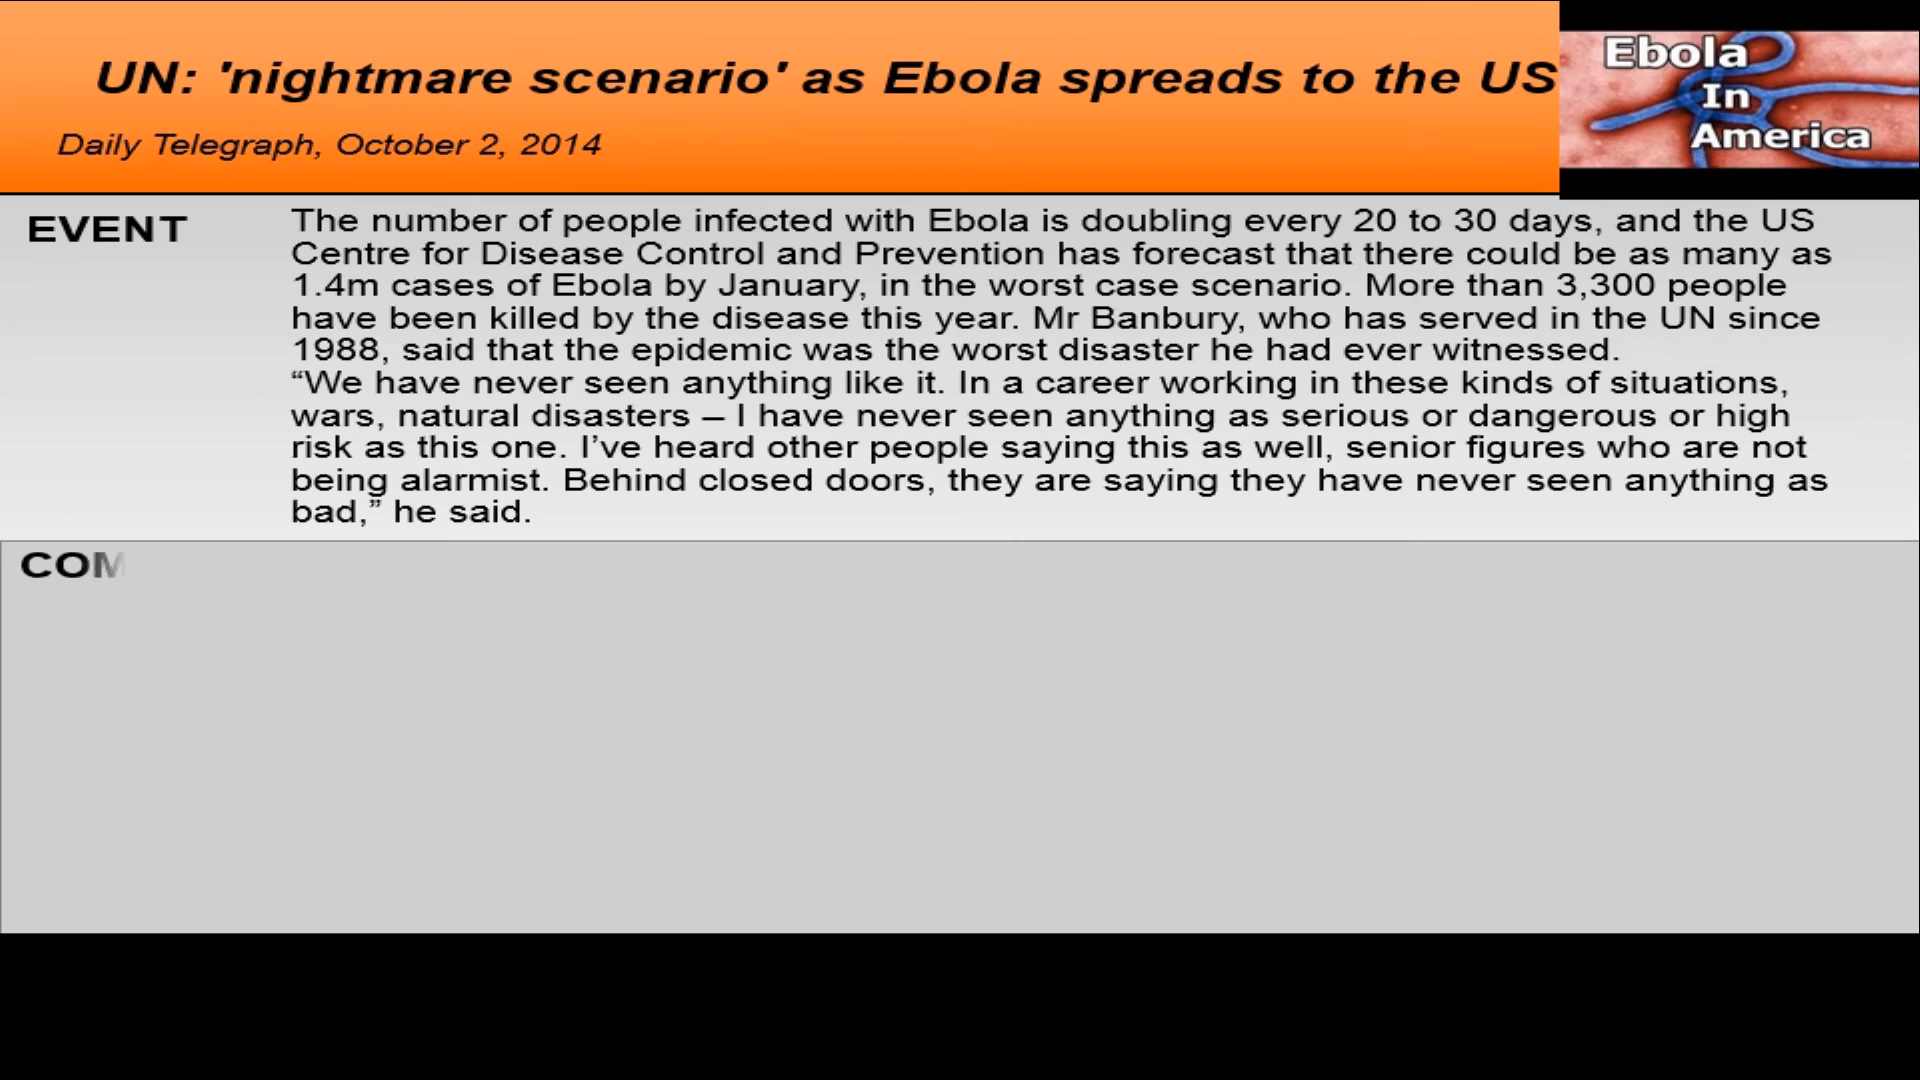 UN: 'nightmare scenario' as Ebola spreads to the US
Daily Telegraph, October 2, 2014
Ebola
In
America
EVENT
The number of people infected with Ebola is doubling every 20 to 30 days, and the US
Centre for Disease Control and Prevention has forecast that there could be as many as
1.4m cases of Ebola by January, in the worst case scenario. More than 3,300 people
have been killed by the disease this year. Mr Banbury, who has served in the UN since
1988, said that the epidemic was the worst disaster he had ever witnessed.
“We have never seen anything like it. In a career working in these kinds of situations,
wars, natural disasters – I have never seen anything as serious or dangerous or high
risk as this one. I’ve heard other people saying this as well, senior figures who are not
being alarmist. Behind closed doors, they are saying they have never seen anything as
bad,” he said.
COM